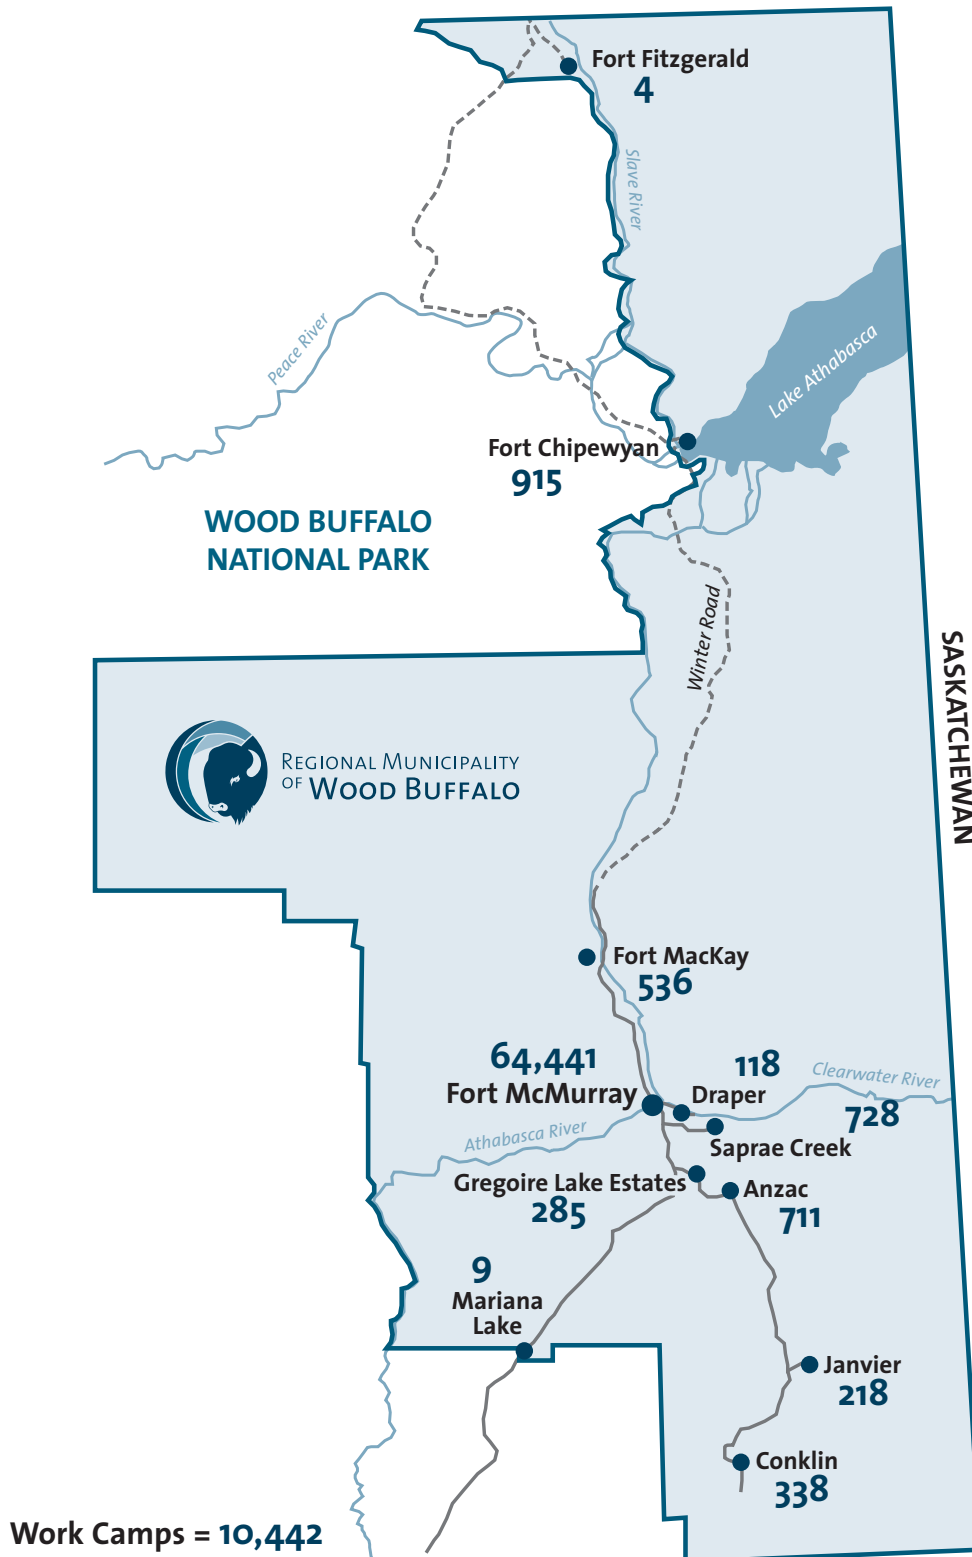 Fort Fitzgerald
4
Slave River
Peace River
Lake Athabasca
Fort Chipewyan
915
WOOD BUFFALO
NATIONAL PARK
Winter Road
SASKATCHEWAN
REGIONAL MUNICIPALITY
OF WOOD BUFFALO
Fort MacKay
536
64,441
Fort McMurray
118
Draper
Clearwater River
728
Saprae Creek
Athabasca River
Gregoire Lake Estates
285
Anzac
711
9
Mariana
Lake
Janvier
218
Conklin
338
Work Camps = 10,442